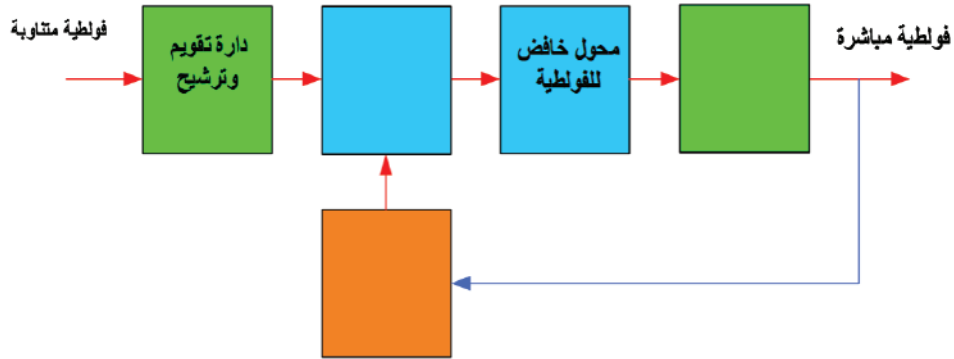 فولطية متناوبة
دارة تقويم
وترشيح
محول خافض
للفولطية
فولطية مباشرة